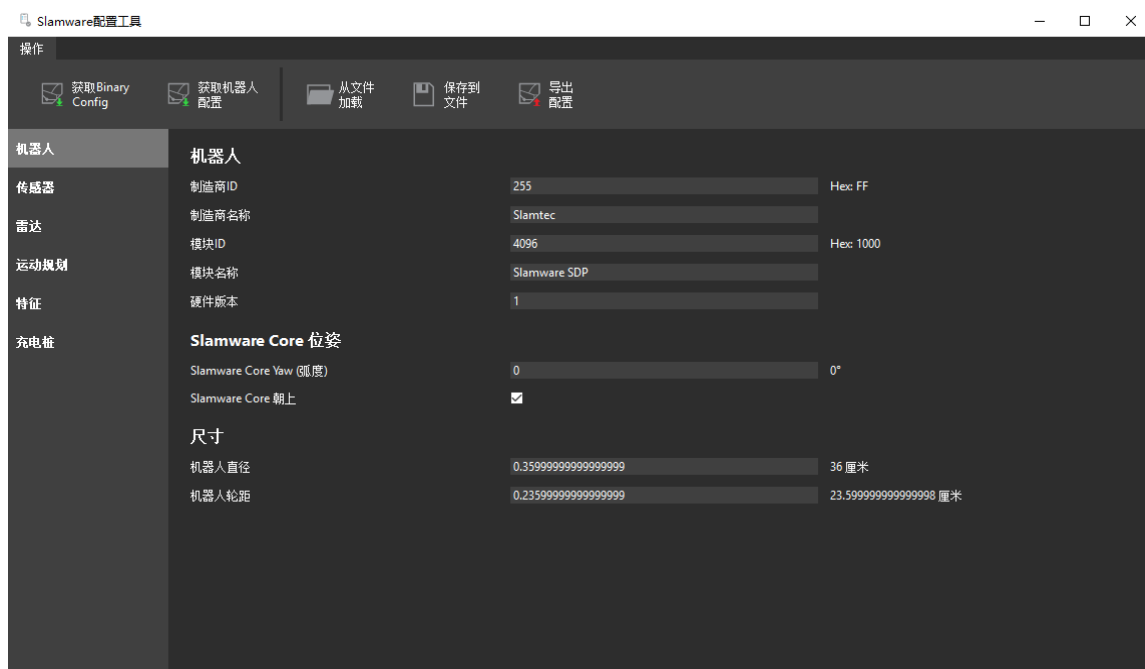 Slamware配置工具
操作
获取Binary
Config
获取机器人
配置
从文件
加载
保存到
文件
导出
配置
机器人
传感器
雷达
运动规划
特征
充电桩
机器人
制造商ID 255 Hex: FF
制造商名称 Slamtec
模块ID 4096 Hex: 1000
模块名称 Slamware SDP
硬件版本 1
Slamware Core 位姿
Slamware Core Yaw (弧度) 0 0°
Slamware Core 朝上
尺寸
机器人直径 0.35999999999999999 36 厘米
机器人轮距 0.23599999999999999 23.599999999999998 厘米